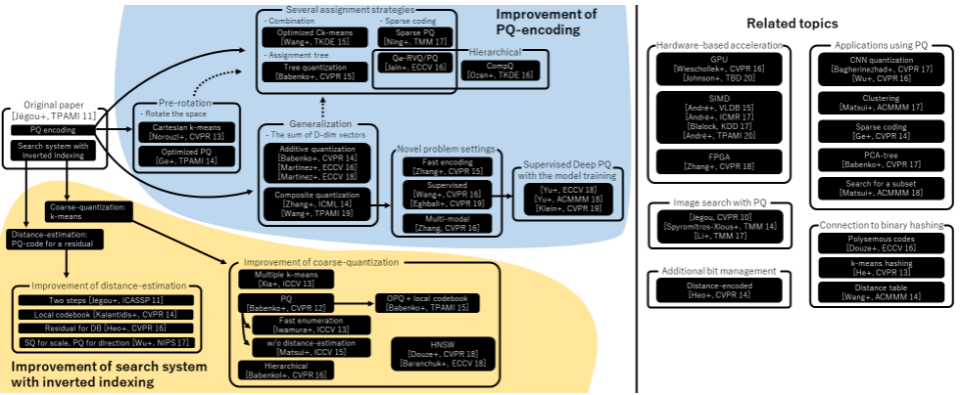 Improvement of
PQ-encoding
Several assignment strategies
- Combination
Optimized Ck-means
[Wang+, TKDE 15]
- Assignment tree
Tree quantization
[Babenko+, CVPR 15]
- Sparse coding
Sparse PQ
[Ning+, TMM 17]
Qa-RVQ/PQ
[Jain+, ECCV 16]
Hierarchical
CompQ
[Ozan+, TKDE 16]
Original paper
[Jégou+, TPAMI 11]
PQ encoding
Search system with
inverted indexing
Pre-rotation
- Rotate the space
Cartesian k-means
[Norouzi+, CVPR 13]
Optimized PQ
[Ge+, TPAMI 14]
Generalization
- The sum of D-dim vectors
Additive quantization
[Babenko+, CVPR 14]
[Martinez+, ECCV 16]
[Martinez+, ECCV 18]
Composite quantization
[Zhang+, ICML 14]
[Wang+, TPAMI 19]
Novel problem settings
Fast encoding
[Zhang+, CVPR 15]
Supervised
[Wang+, CVPR 16]
[Eghbali+, CVPR 19]
Multi-modal
[Zhang, CVPR 16]
Supervised Deep PQ
with the model training
[Yu+, ECCV 18]
[Yu+, ACMMM 18]
[Klein+, CVPR 19]
Coarse-quantization:
k-means
Distance-estimation:
PQ-code for a residual
Improvement of distance-estimation
Two steps [Jégou+, ICASSP 11]
Local codebook [Kalantidis+, CVPR 14]
Residual for DB [Heo+, CVPR 16]
SQ for scale, PQ for direction [Wu+, NIPS 17]
Improvement of coarse-quantization
Multiple k-means
[Xia+, ICCV 13]
PQ
[Babenko+, CVPR 12]
OPQ + local codebook
[Babenko+, TPAMI 15]
Fast enumeration
[Iwamura+, ICCV 13]
w/o distance-estimation
[Matsui+, ICCV 15]
Hierarchical
[Babenkol+, CVPR 16]
HNSW
[Douze+, CVPR 18]
[Baranchuk+, ECCV 18]
Improvement of search system
with inverted indexing
Related topics
Hardware-based acceleration
GPU
[Wieschollek+, CVPR 16]
[Johnson+, TBD 20]
SIMD
[André+, VLDB 15]
[André+, ICMR 17]
[Blalock, KDD 17]
[André+, TPAMI 20]
FPGA
[Zhang+, CVPR 18]
Image search with PQ
[Jégou, CVPR 10]
[Spyromitros-Xious+, TMM 14]
[Li+, TMM 17]
Additional bit management
Distance-encoded
[Heo+, CVPR 14]
Applications using PQ
CNN quantization
[Bagherinezhad+, CVPR 17]
[Wu+, CVPR 16]
Clustering
[Matsui+, ACMMM 17]
Sparse coding
[Ge+, CVPR 14]
PCA-tree
[Babenko+, CVPR 17]
Search for a subset
[Matsui+, ACMMM 18]
Connection to binary hashing
Polysemous codes
[Douze+, ECCV 16]
k-means hashing
[He+, CVPR 13]
Distance table
[Wang+, ACMMM 14]